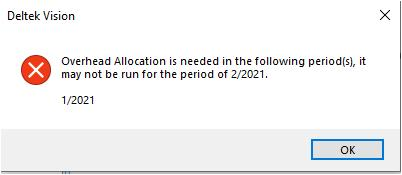 Deltek Vision
Overhead Allocation is needed in the following period(s), it
may not be run for the period of 2/2021.
1/2021
OK